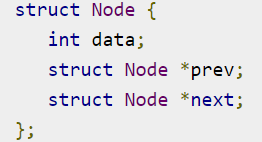 struct Node {
int data;
struct Node *prev;
struct Node *next;
};